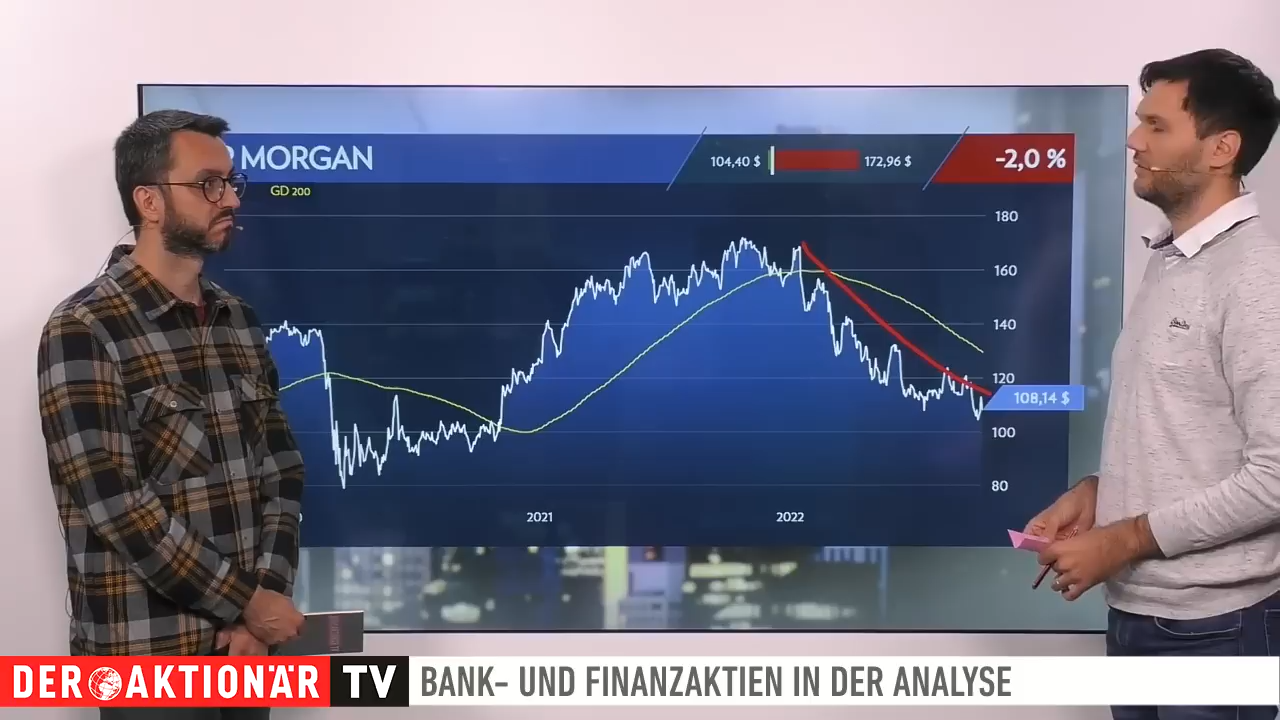 P MORGAN
104,40 $ 172,96 $
-2,0 %
GD 200
180
160
140
120
108,14 $
100
80
2021 2022
DER AKTIONÄR TV BANK- UND FINANZAKTIEN IN DER ANALYSE